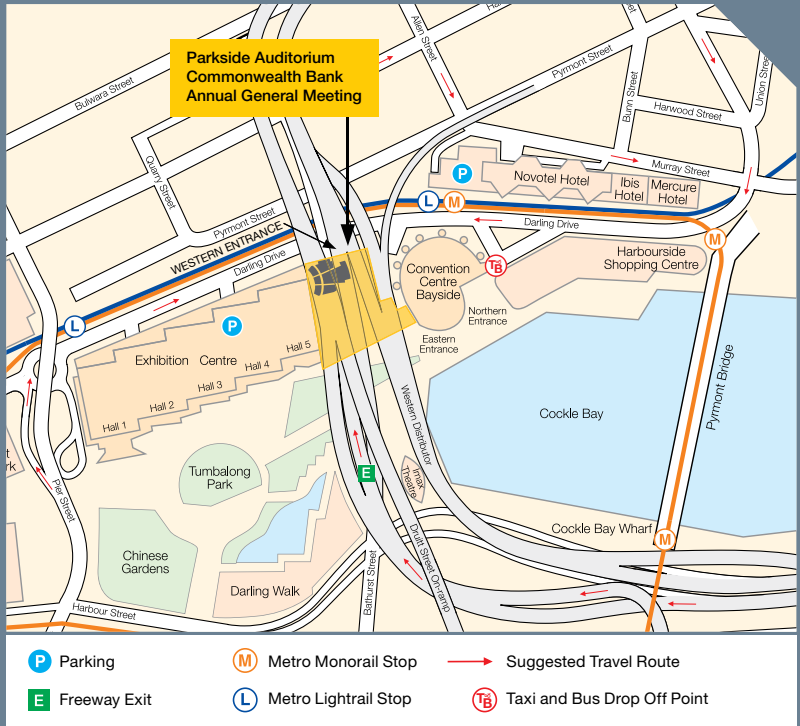 Parkside Auditorium
Commonwealth Bank
Annual General Meeting
Bulwara Street
Allen Street
Pyrmont Street
Bunn Street
Union Street
Harwood Street
Murray Street
Quarry Street
P
Novotel Hotel
Ibis
Hotel
Mercure
Hotel
L
M
Darling Drive
Pyrmont Street
WESTERN ENTRANCE
Darling Drive
M
Harbourside
Shopping Centre
Convention
Centre
Bayside
TB
Northern
Entrance
Eastern
Entrance
L
P
Exhibition Centre
Hall 5
Hall 4
Hall 3
Hall 2
Hall 1
Western Distributor
Cockle Bay
Pyrmont Bridge
t
rk
Pier Street
Tumbalong
Park
E
Imax
Theatre
Cockle Bay Wharf
M
Chinese
Gardens
Darling Walk
Bathurst Street
Druitt Street On-ramp
Harbour Street
P Parking
M Metro Monorail Stop
Suggested Travel Route
E Freeway Exit
L Metro Lightrail Stop
TB Taxi and Bus Drop Off Point